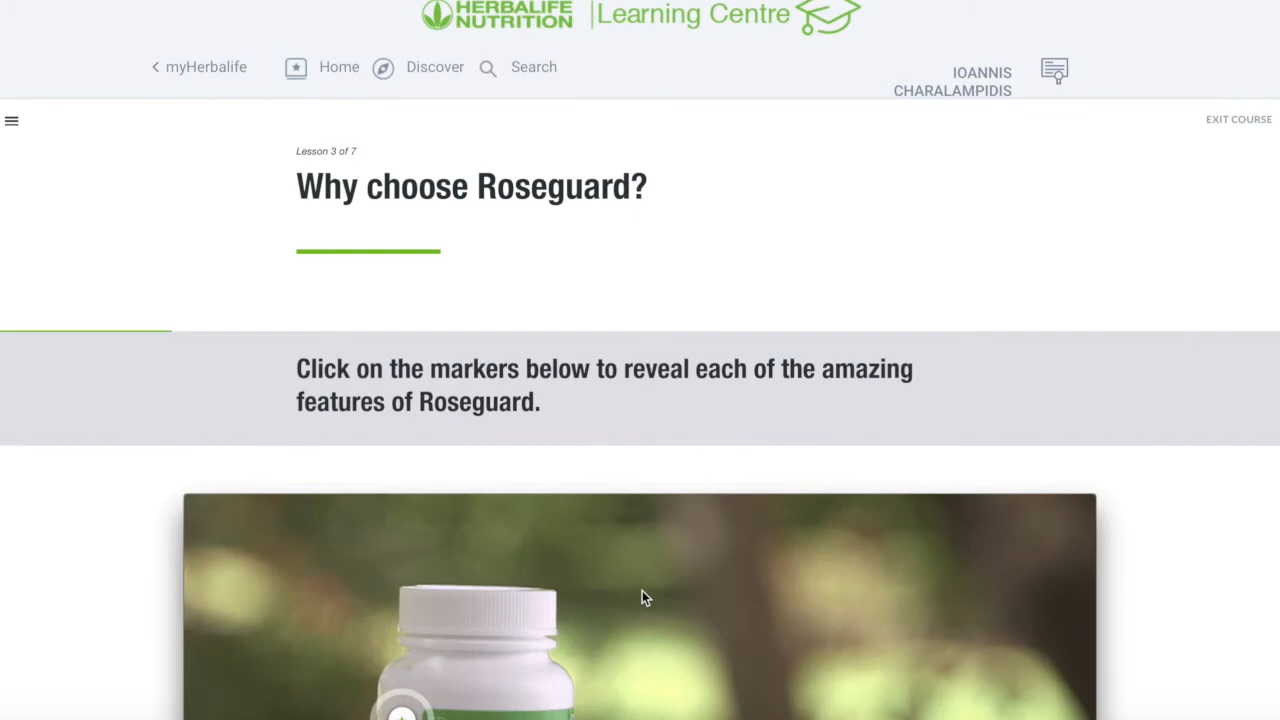 HERBALIFE
NUTRITION
Learning Centre
myHerbalife
Home
Discover
Search
IOANNIS
CHARALAMPIDIS
EXIT COURSE
Lesson 3 of 7
Why choose Roseguard?
Click on the markers below to reveal each of the amazing
features of Roseguard.